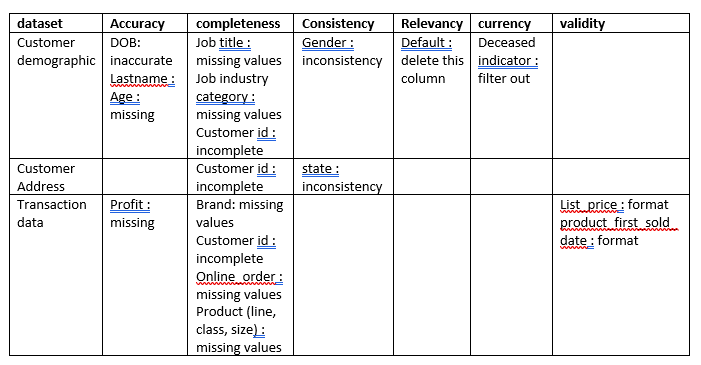 dataset Accuracy completeness Consistency Relevancy currency validity
Customer
demographic
DOB:
inaccurate
Lastname :
Age :
missing
Job title :
missing values
Job industry
category :
missing values
Customer id :
incomplete
Gender :
inconsistency
Default :
delete this
column
Deceased
indicator :
filter out
Customer
Address
Customer id :
incomplete
state :
inconsistency
Transaction
data
Profit :
missing
Brand: missing
values
Customer id :
incomplete
Online_order :
missing values
Product (line,
class, size) :
missing values
List_price : format
product_first_sold_
date : format